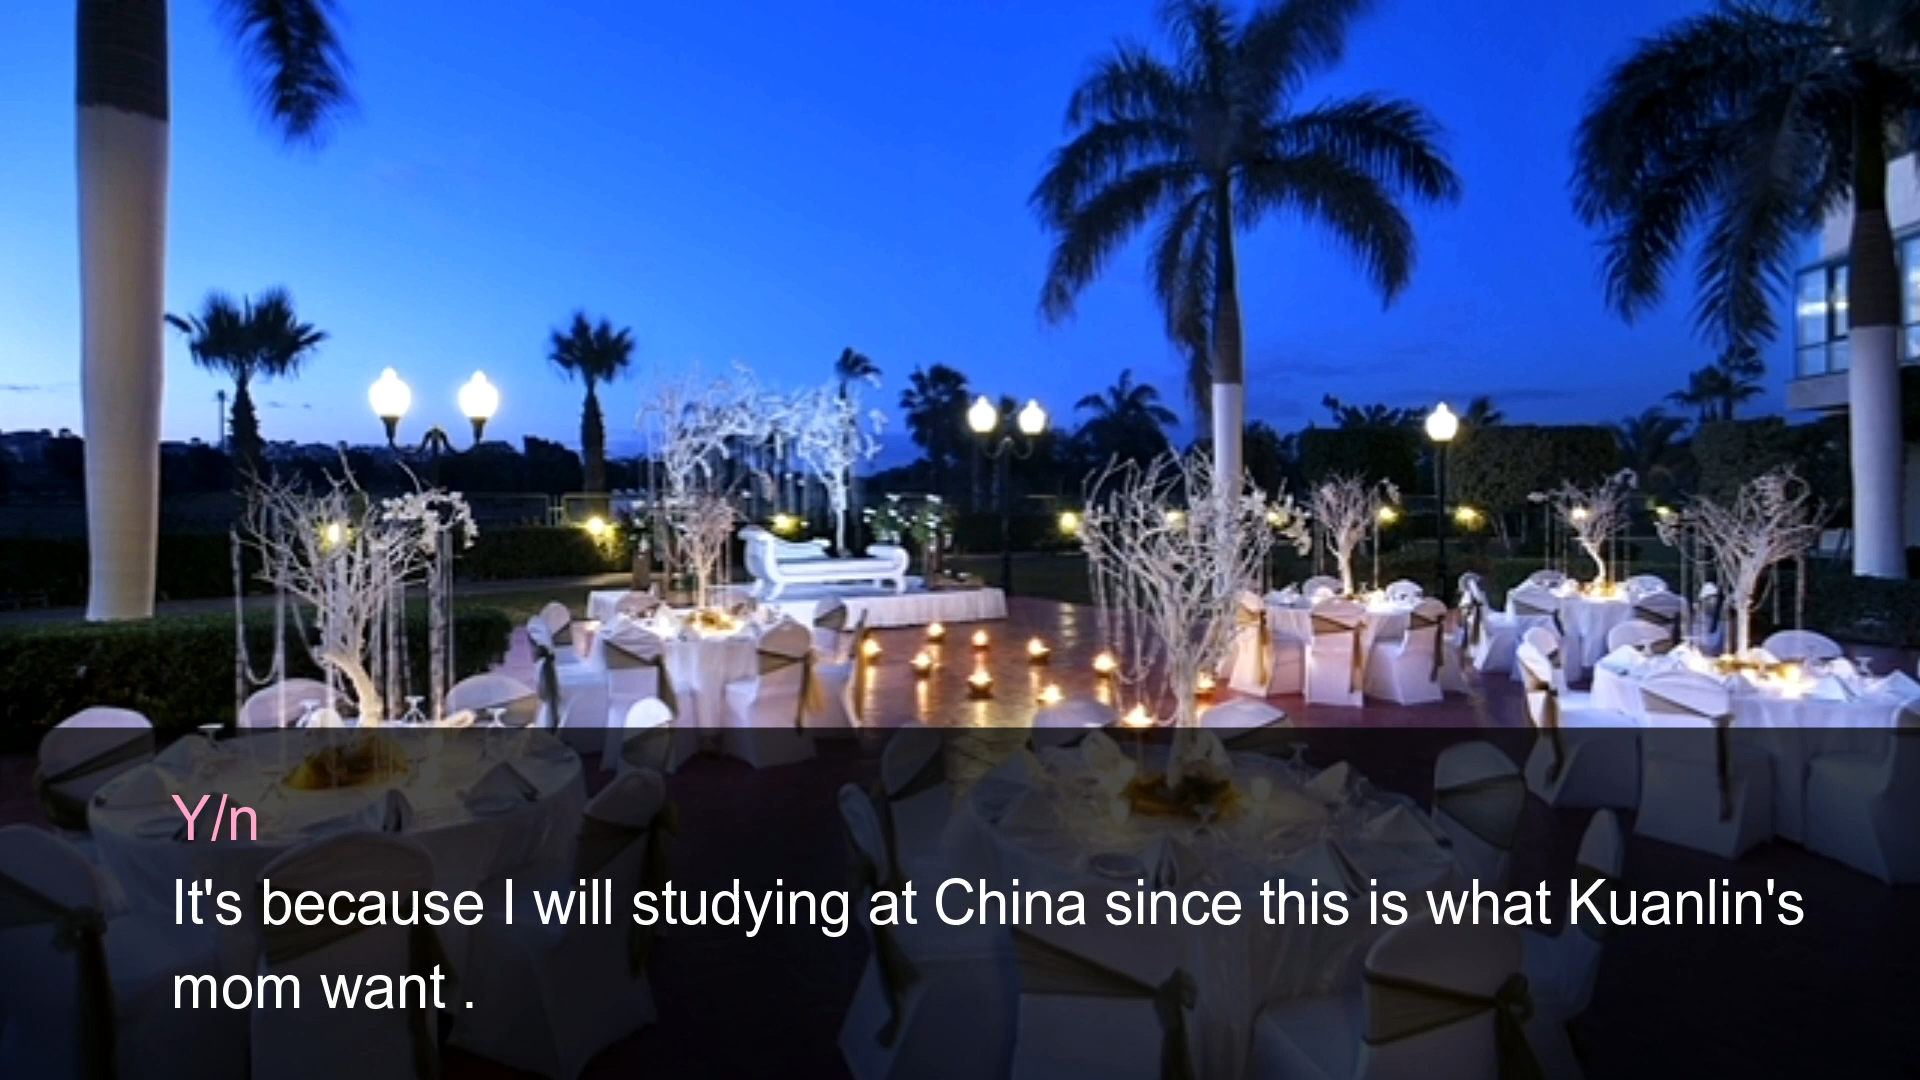 Y/n
It's because I will studying at China since this is what Kuanlin's
mom want .